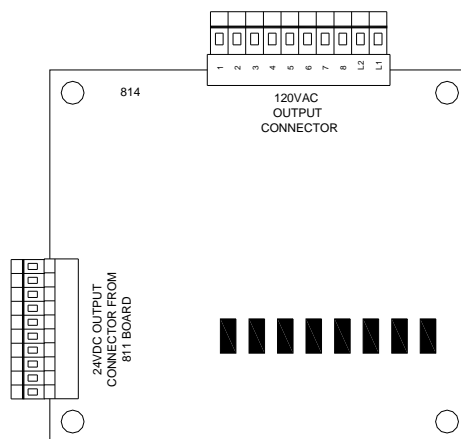 1 2 3 4 5 6 7 8 L2 L1
814
120VAC
OUTPUT
CONNECTOR
24VDC OUTPUT
CONNECTOR FROM
811 BOARD